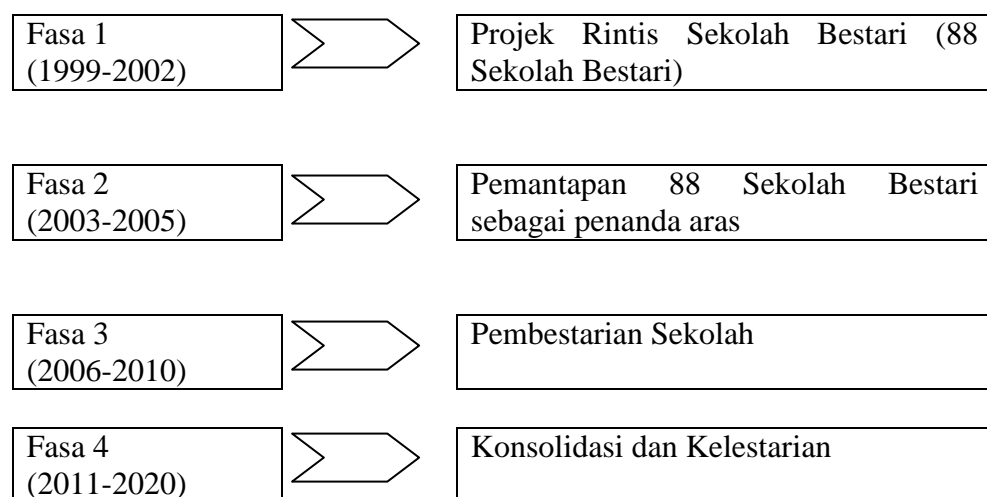 Fasa 1
(1999-2002)
Projek Rintis Sekolah Bestari (88
Sekolah Bestari)
Fasa 2
(2003-2005)
Pemantapan 88 Sekolah Bestari
sebagai penanda aras
Fasa 3
(2006-2010)
Pembestarian Sekolah
Fasa 4
(2011-2020)
Konsolidasi dan Kelestarian